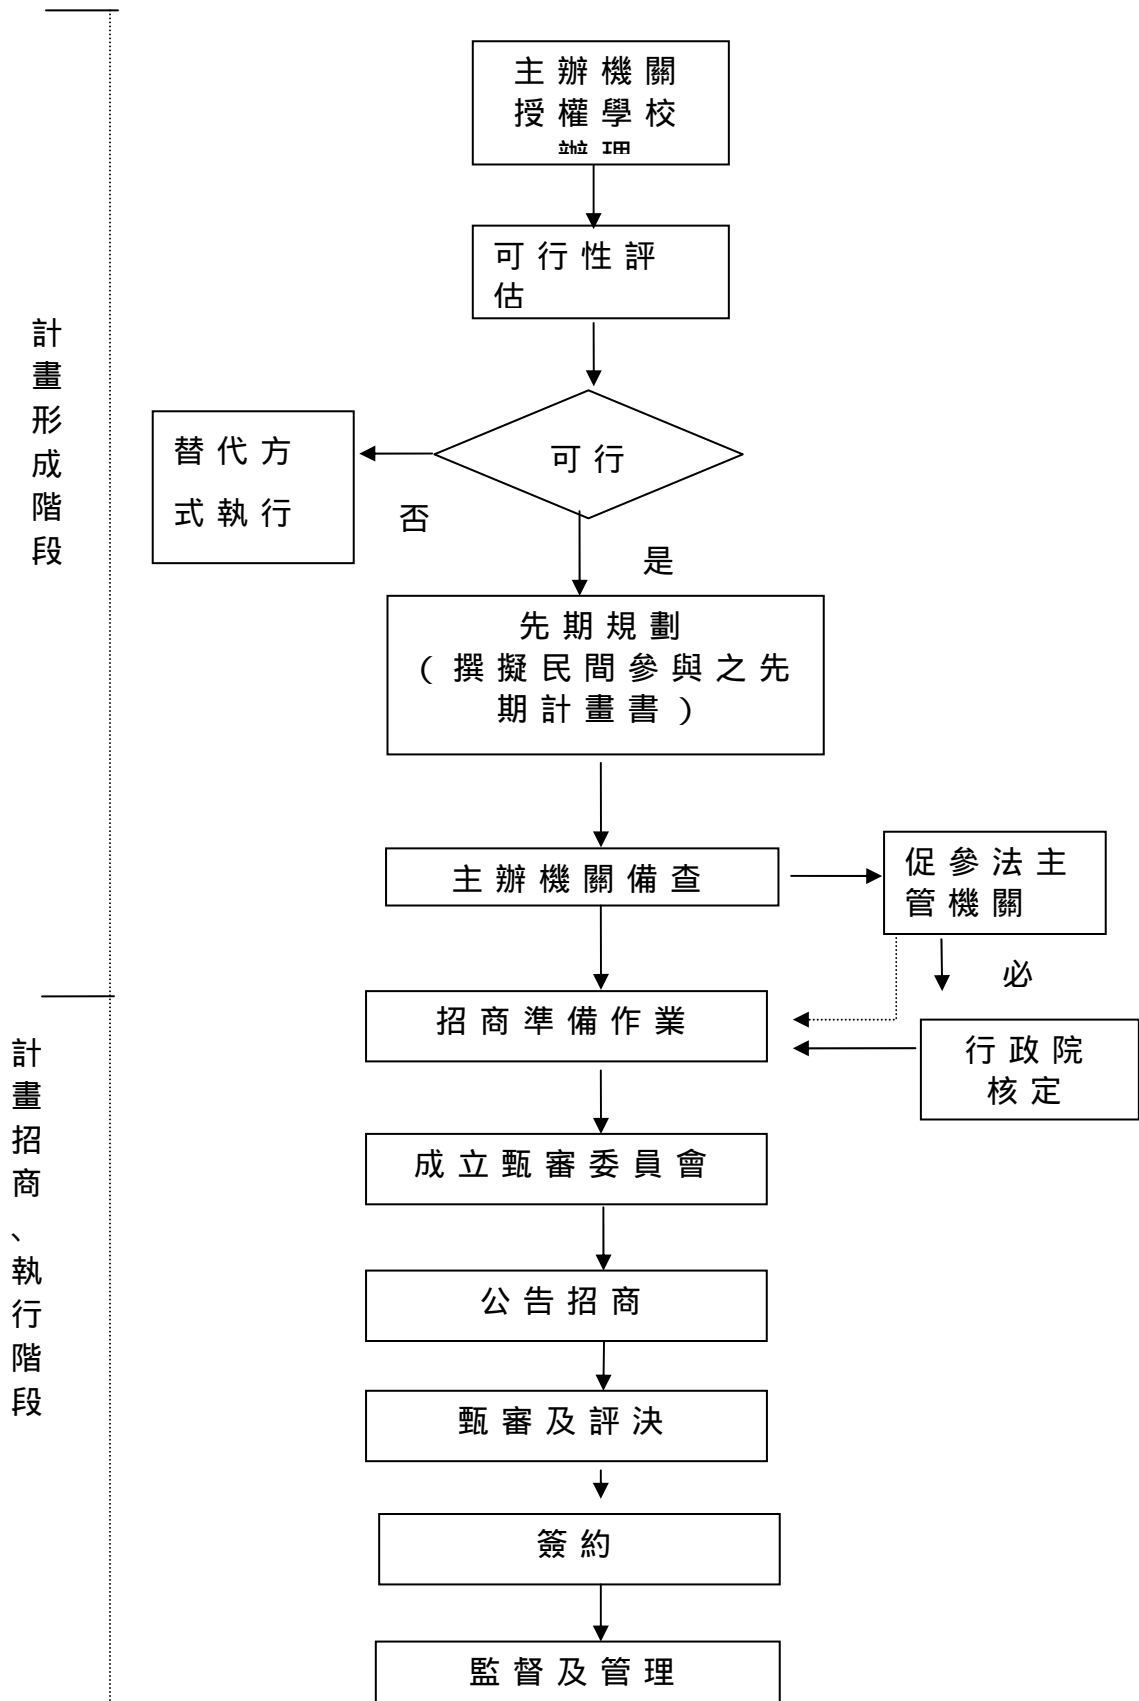 主辦機關
授權學校
辦理
可行性評
估
可行
替代方
式執行
否
是
計畫形成階段
先期規劃
(撰擬民間參與之先
期計畫書)
主辦機關備查
促參法主
管機關
必
招商準備作業
行政院
核定
成立甄審委員會
公告招商
甄審及評決
簽約
監督及管理
計畫招商、執行階段